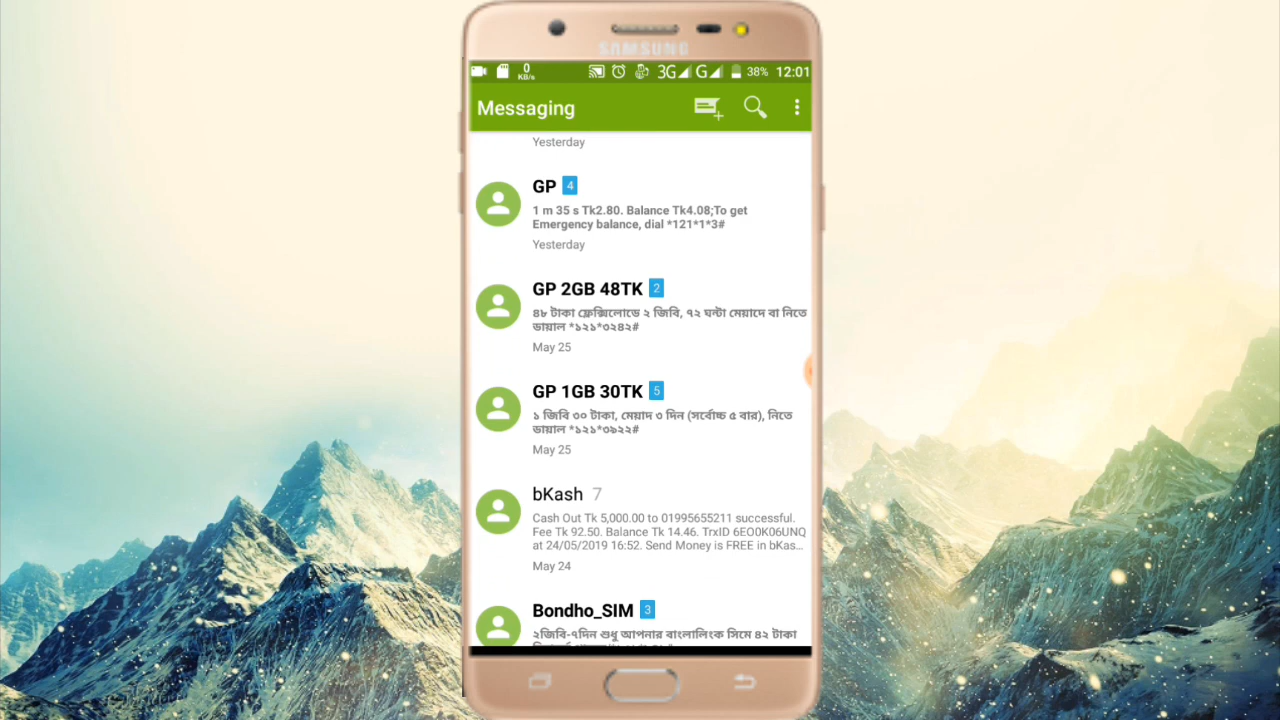 SAMSUNG
0
KB/s
3G G 38% 12:01
Messaging
Yesterday
GP 4
1 m 35 s Tk2.80. Balance Tk4.08;To get
Emergency balance, dial *121*1*3#
Yesterday
GP 2GB 48TK 2
৪৮ টাকা ফ্লেক্সিলোডে ২ জিবি, ৭২ ঘন্টা মেয়াদে বা নিতে
ডায়াল *১২১*৩২৪২#
May 25
GP 1GB 30TK 5
১ জিবি ৩০ টাকা, মেয়াদ ৩ দিন (সর্বোচ্চ ৫ বার), নিতে
ডায়াল *১২১*৩৯২২#
May 25
bKash 7
Cash Out Tk 5,000.00 to 01995655211 successful.
Fee Tk 92.50. Balance Tk 14.46. TrxID 6EO0K06UNQ
at 24/05/2019 16:52. Send Money is FREE in bKas...
May 24
Bondho_SIM 3
২জিবি-৭দিন শুধু আপনার বাংলালিংক সিমে ৪২ টাকা